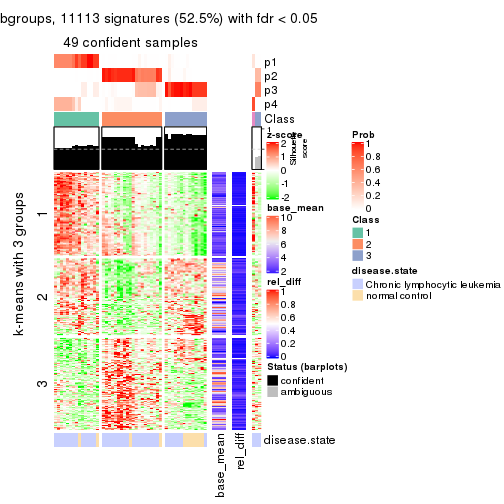 bgroups, 11113 signatures (52.5%) with fdr < 0.05
49 confident samples
p1
p2
p3
p4
Class
1
Silhouette
score
z-score
2
1
0
-1
-2
base_mean
10
8
6
4
2
rel_diff
1
0.8
0.6
0.4
0.2
0
Status (barplots)
confident
ambiguous
Prob
1
0.8
0.6
0.4
0.2
0
Class
1
2
3
disease.state
Chronic lymphocytic leukemia
normal control
k-means with 3 groups
1
2
3
disease.state
base_mean
rel_diff